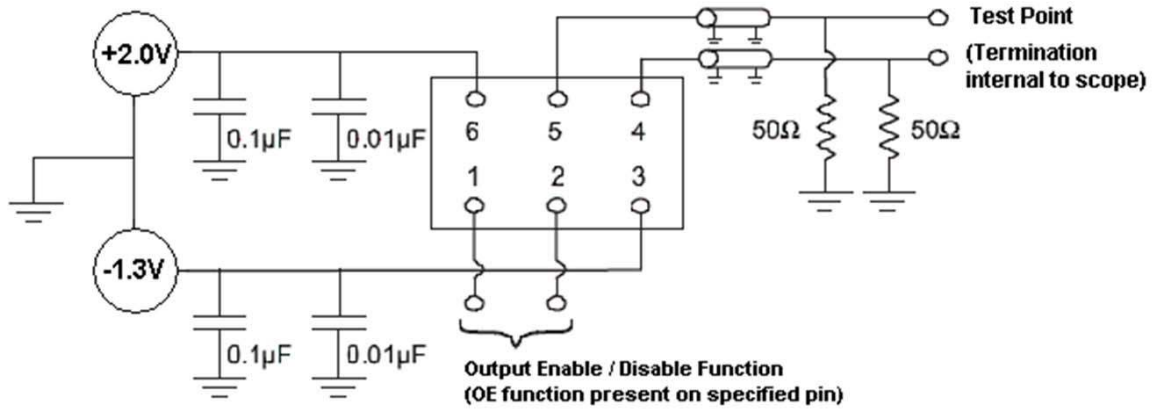 +2.0V
Test Point
(Termination
internal to scope)
0.1µF
0.01µF
6
5
4
50Ω
50Ω
1
2
3
-1.3V
0.1µF
0.01µF
Output Enable / Disable Function
(OE function present on specified pin)